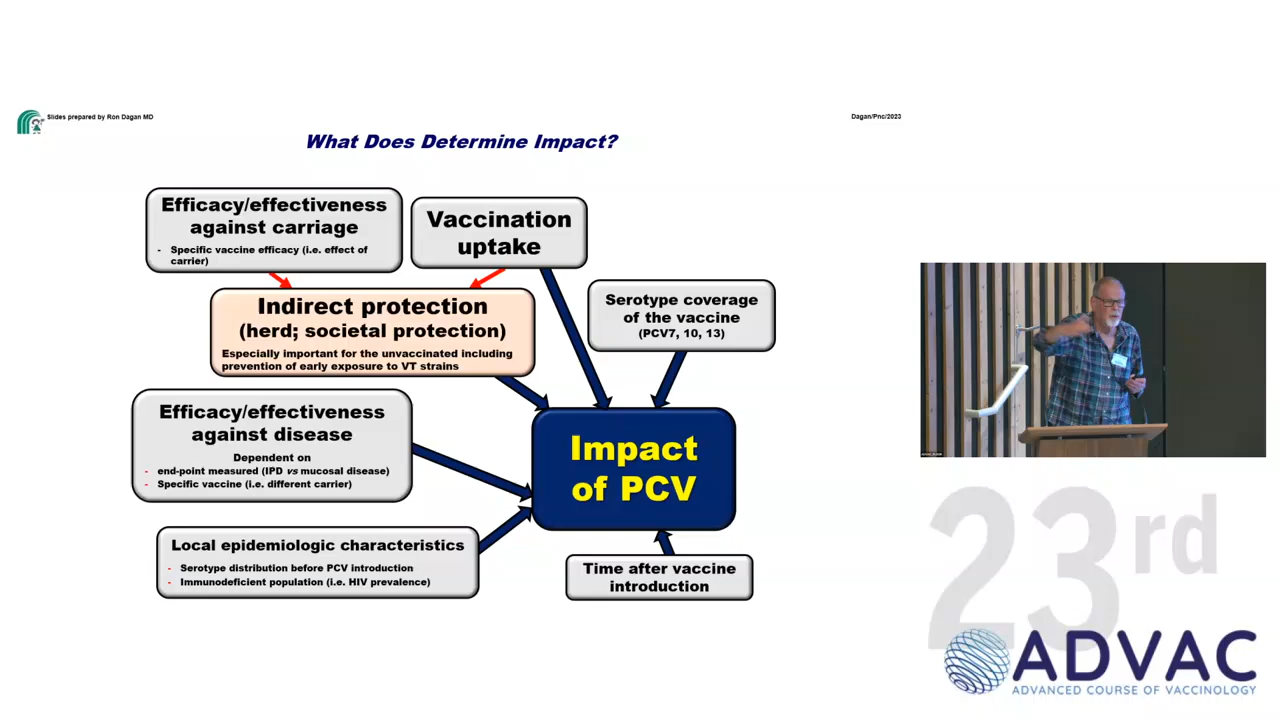 Slides prepared by Ron Dagan MD
Dagan/Pnc/2023
What Does Determine Impact?
Efficacy/effectiveness
against carriage
- Specific vaccine efficacy (i.e. effect of
carrier)
Vaccination
uptake
Indirect protection
(herd; societal protection)
Especially important for the unvaccinated including
prevention of early exposure to VT strains
Serotype coverage
of the vaccine
(PCV7, 10, 13)
Efficacy/effectiveness
against disease
Dependent on
- end-point measured (IPD vs mucosal disease)
- Specific vaccine (i.e. different carrier)
Impact
of PCV
Local epidemiologic characteristics
- Serotype distribution before PCV introduction
- Immunodeficient population (i.e. HIV prevalence)
Time after vaccine
introduction
23rd
ADVAC
ADVANCED COURSE OF VACCINOLOGY